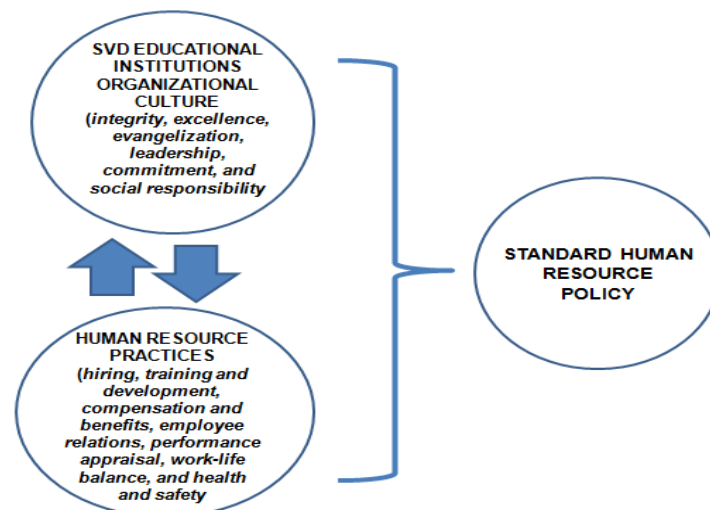 SVD EDUCATIONAL
INSTITUTIONS
ORGANIZATIONAL
CULTURE
(integrity, excellence,
evangelization,
leadership,
commitment, and
social responsibility
HUMAN RESOURCE
PRACTICES
(hiring, training and
development,
compensation and
benefits, employee
relations, performance
appraisal, work-life
balance, and health
and safety
STANDARD HUMAN
RESOURCE
POLICY